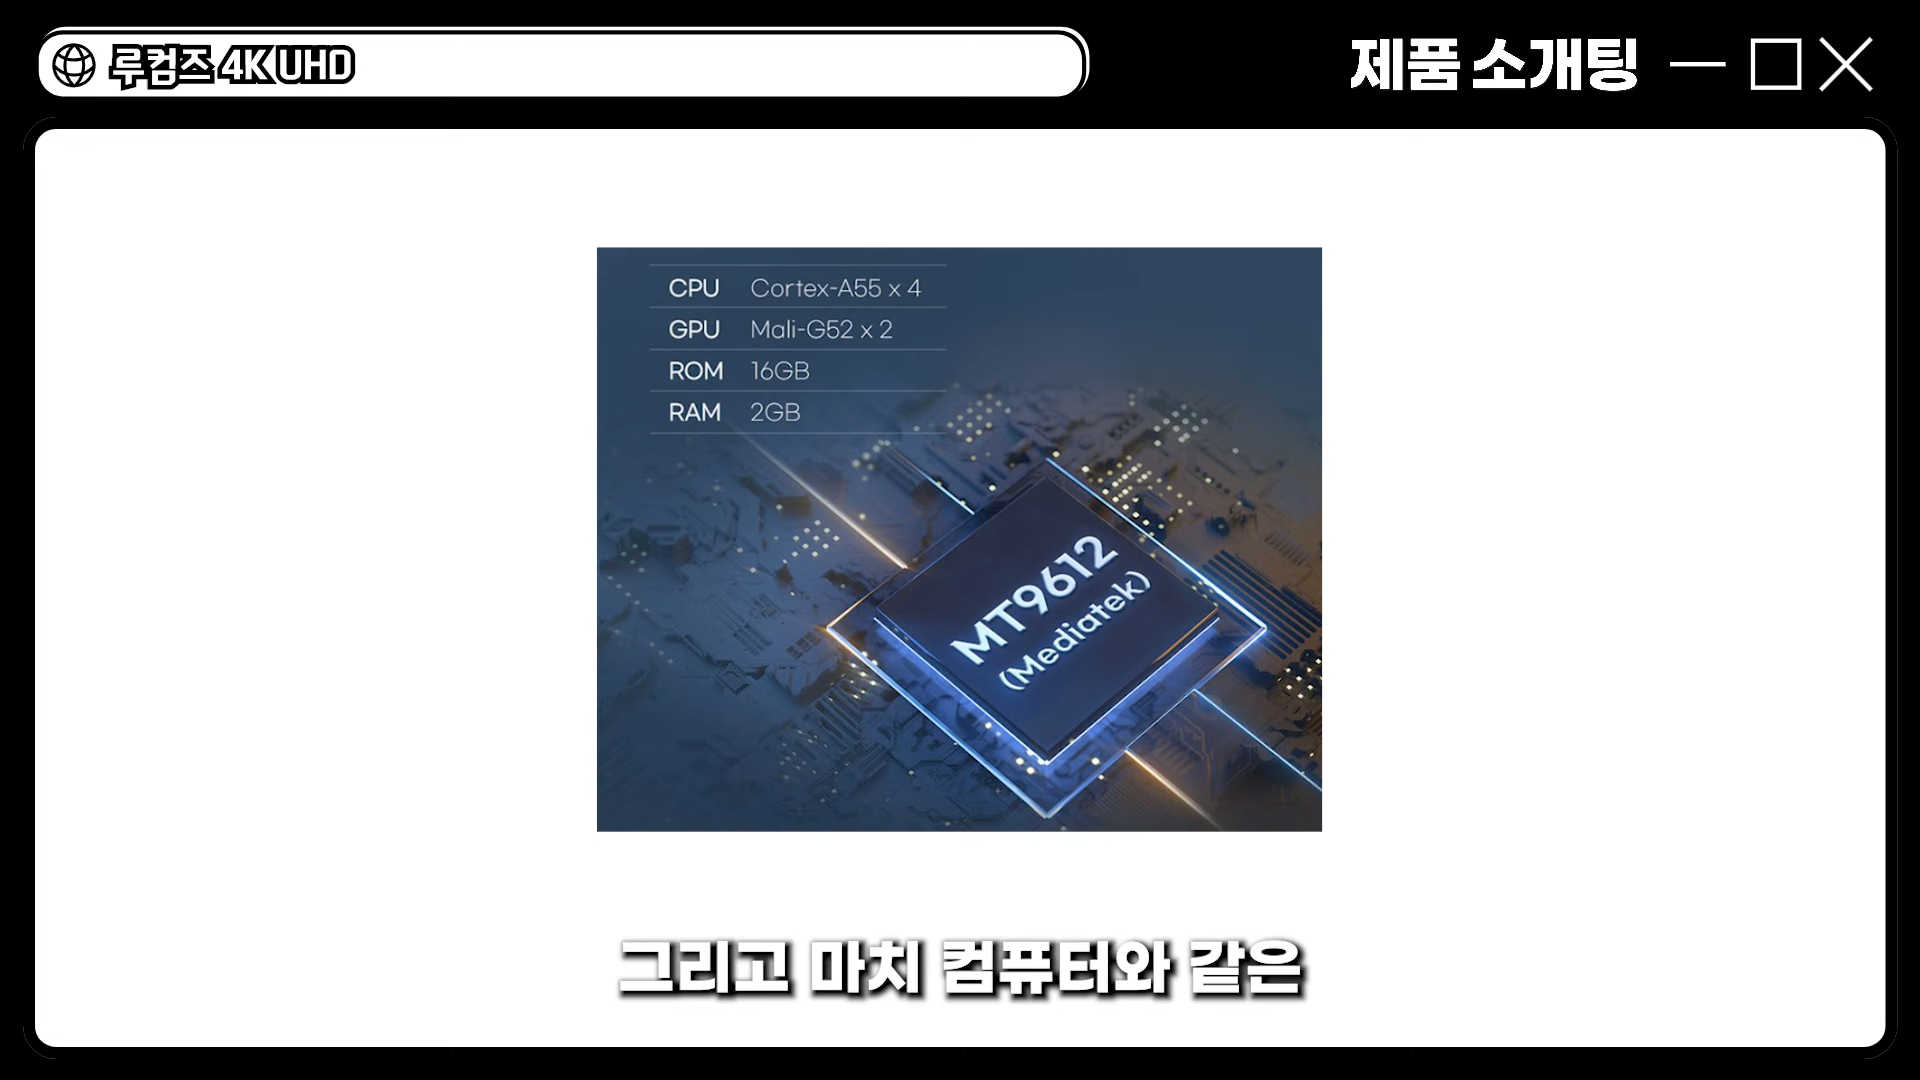 루컴즈 4K UHD
제품 소개팅
CPU Cortex-A55 x 4
GPU Mali-G52 x 2
ROM 16GB
RAM 2GB
MT9612
(Mediatek)
그리고 마치 컴퓨터와 같은